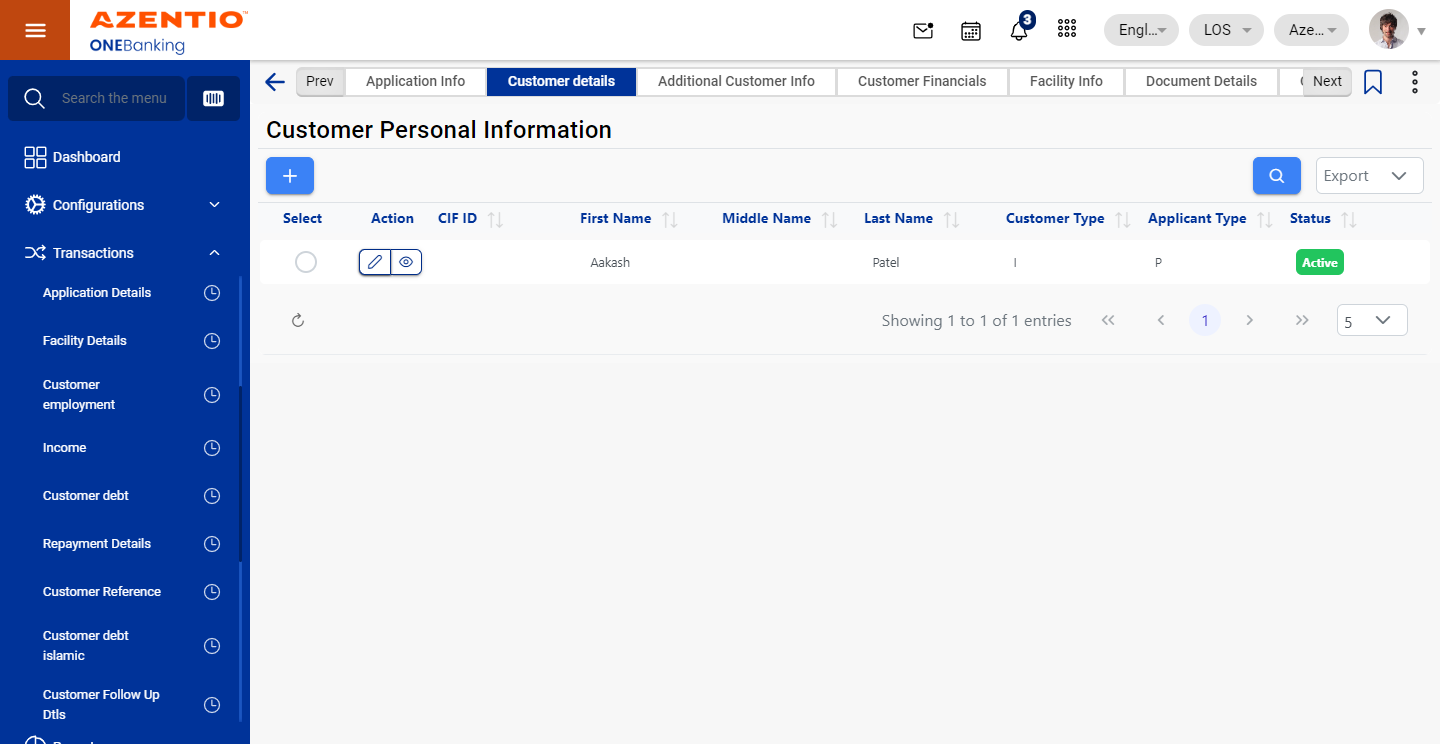 AZENTIO™
ONEBanking
3
Engl...
LOS
Aze...
Search the menu
Dashboard
Configurations
Transactions
Application Details
Facility Details
Customer
employment
Income
Customer debt
Repayment Details
Customer Reference
Customer debt
islamic
Customer Follow Up
Dtls
Prev
Application Info
Customer details
Additional Customer Info
Customer Financials
Facility Info
Document Details
Next
Customer Personal Information
Export
Select Action CIF ID First Name Middle Name Last Name Customer Type Applicant Type Status
Aakash Patel I P Active
Showing 1 to 1 of 1 entries
1
5